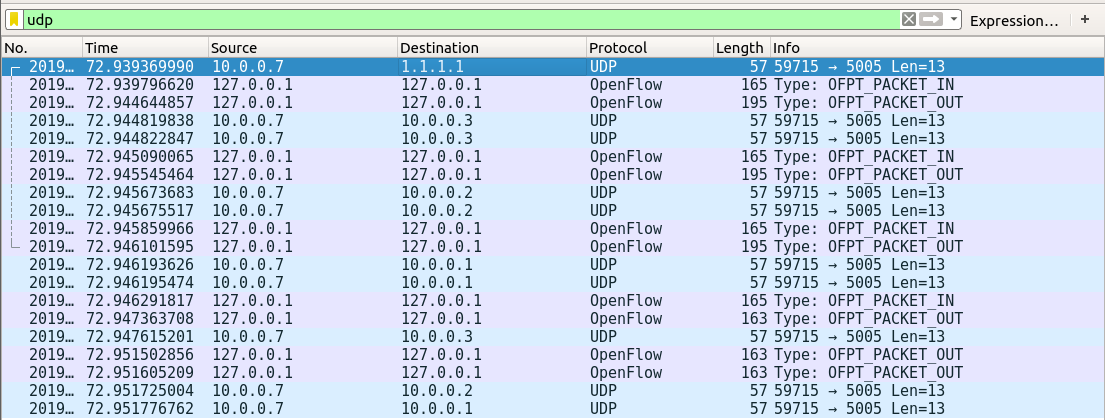 udp Expression… +
No. Time Source Destination Protocol Length Info
2019… 72.939369990 10.0.0.7 1.1.1.1 UDP 57 59715 → 5005 Len=13
2019… 72.939796620 127.0.0.1 127.0.0.1 OpenFlow 165 Type: OFPT_PACKET_IN
2019… 72.944644857 127.0.0.1 127.0.0.1 OpenFlow 195 Type: OFPT_PACKET_OUT
2019… 72.944819838 10.0.0.7 10.0.0.3 UDP 57 59715 → 5005 Len=13
2019… 72.944822847 10.0.0.7 10.0.0.3 UDP 57 59715 → 5005 Len=13
2019… 72.945090065 127.0.0.1 127.0.0.1 OpenFlow 165 Type: OFPT_PACKET_IN
2019… 72.945545464 127.0.0.1 127.0.0.1 OpenFlow 195 Type: OFPT_PACKET_OUT
2019… 72.945673683 10.0.0.7 10.0.0.2 UDP 57 59715 → 5005 Len=13
2019… 72.945675517 10.0.0.7 10.0.0.2 UDP 57 59715 → 5005 Len=13
2019… 72.945859966 127.0.0.1 127.0.0.1 OpenFlow 165 Type: OFPT_PACKET_IN
2019… 72.946101595 127.0.0.1 127.0.0.1 OpenFlow 195 Type: OFPT_PACKET_OUT
2019… 72.946193626 10.0.0.7 10.0.0.1 UDP 57 59715 → 5005 Len=13
2019… 72.946195474 10.0.0.7 10.0.0.1 UDP 57 59715 → 5005 Len=13
2019… 72.946291817 127.0.0.1 127.0.0.1 OpenFlow 165 Type: OFPT_PACKET_IN
2019… 72.947363708 127.0.0.1 127.0.0.1 OpenFlow 163 Type: OFPT_PACKET_OUT
2019… 72.947615201 10.0.0.7 10.0.0.3 UDP 57 59715 → 5005 Len=13
2019… 72.951502856 127.0.0.1 127.0.0.1 OpenFlow 163 Type: OFPT_PACKET_OUT
2019… 72.951605209 127.0.0.1 127.0.0.1 OpenFlow 163 Type: OFPT_PACKET_OUT
2019… 72.951725004 10.0.0.7 10.0.0.2 UDP 57 59715 → 5005 Len=13
2019… 72.951776762 10.0.0.7 10.0.0.1 UDP 57 59715 → 5005 Len=13